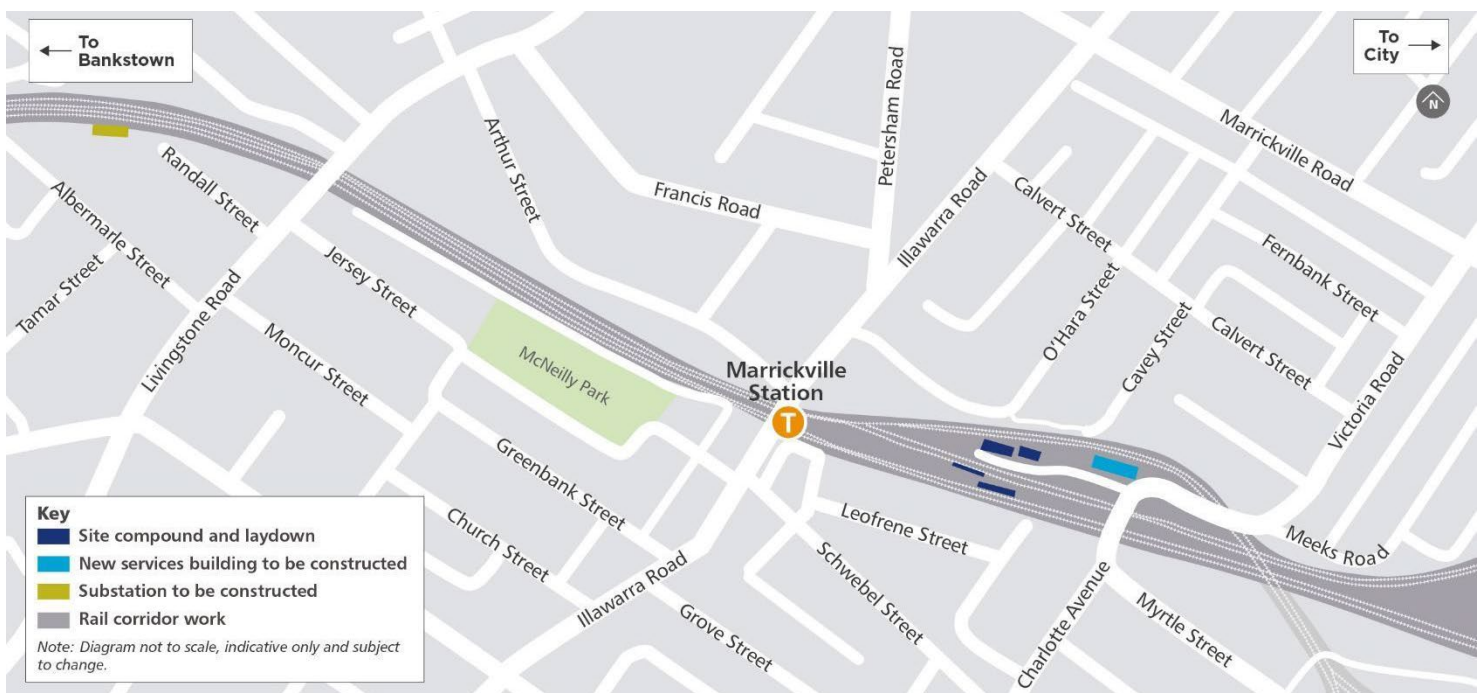 To
Bankstown
To
City
N
Marrickville Road
Petersham Road
Arthur Street
Randall Street
Albermarle Street
Francis Road
Illawarra Road
Calvert Street
Fernbank Street
Tamar Street
Jersey Street
Livingstone Road
O'Hara Street
Cavey Street
Calvert Street
Moncur Street
McNeilly Park
Marrickville
Station
T
Victoria Road
Greenbank Street
Church Street
Leofrene Street
Meeks Road
Illawarra Road
Schwebel Street
Grove Street
Charlotte Avenue
Myrtle Street
Key
Site compound and laydown
New services building to be constructed
Substation to be constructed
Rail corridor work
Note: Diagram not to scale, indicative only and subject
to change.